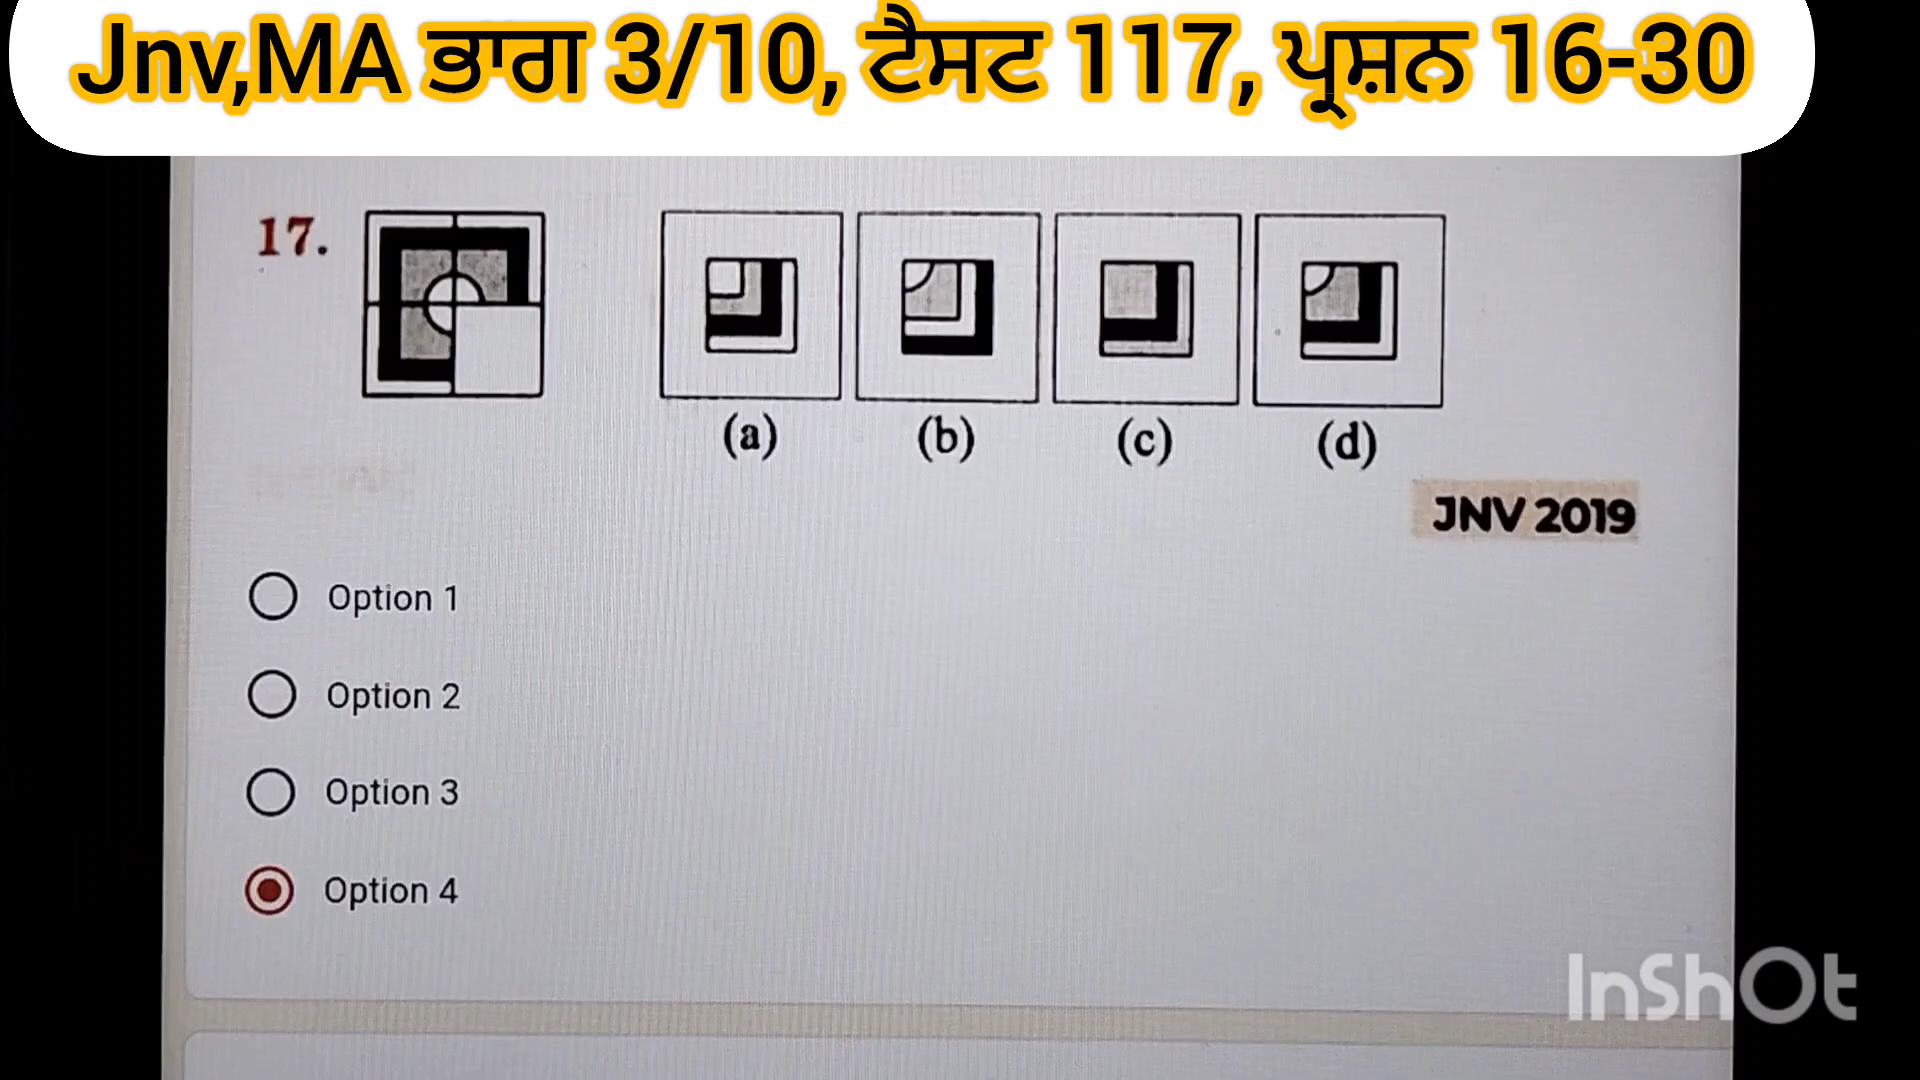 Jnv,MA ਭਾਗ 3/10, ਟੈਸਟ 117, ਪ੍ਰਸ਼ਨ 16-30
17.
(a) (b) (c) (d)
JNV 2019
Option 1
Option 2
Option 3
Option 4
InShOt